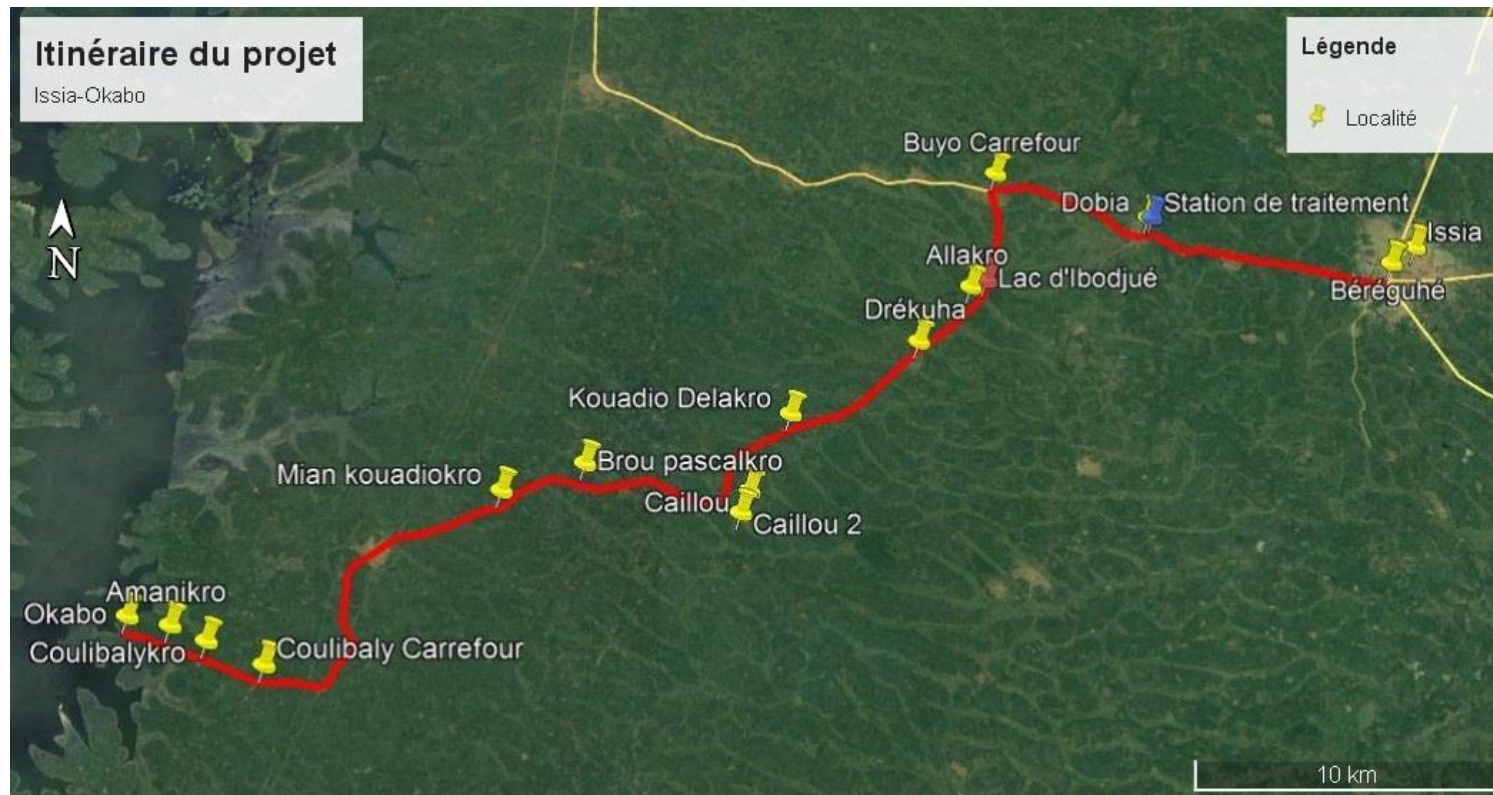 Itinéraire du projet
Issia-Okabo
Légende
Localité
Buyo Carrefour
Dobia
Station de traitement
Issia
Allakro
Lac d'Ibodjué
Béréguhé
Drékuha
Kouadio Delakro
Brou pascalkro
Mian kouadiokro
Caillou
Caillou 2
Amanikro
Okabo
Coulibalykro
Coulibaly Carrefour
N
10 km